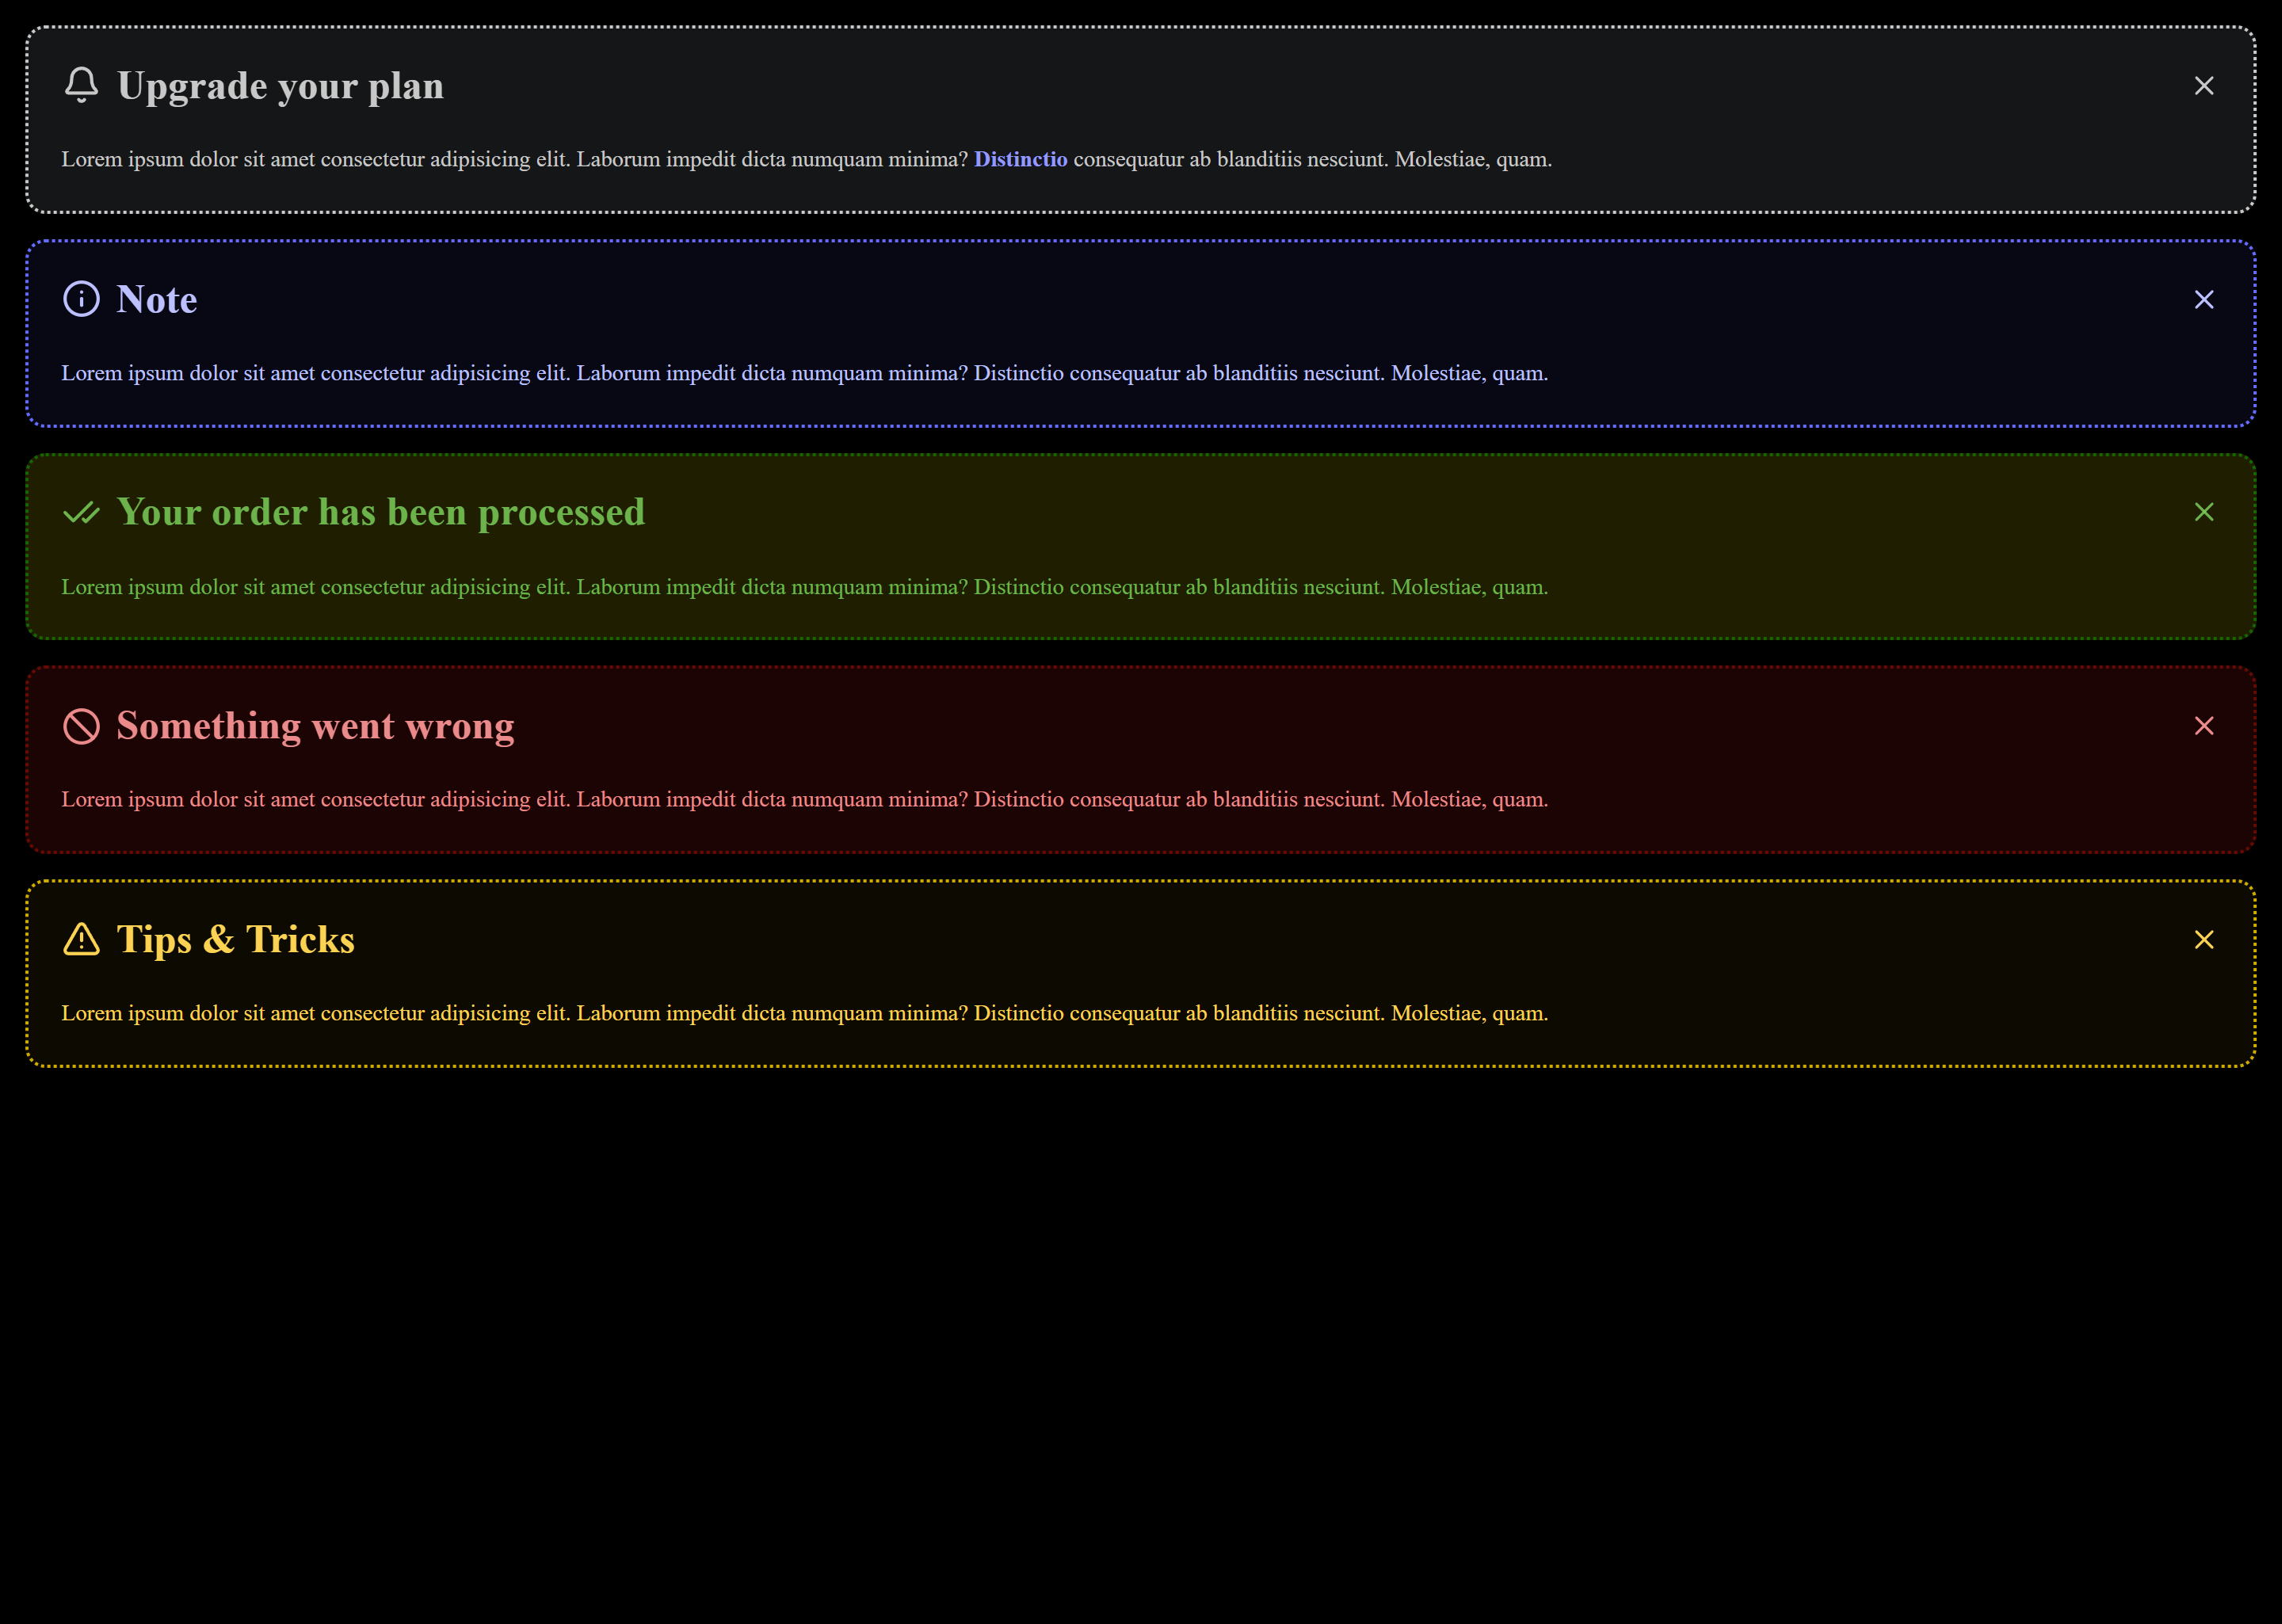 Upgrade your plan
Lorem ipsum dolor sit amet consectetur adipisicing elit. Laborum impedit dicta numquam minima? Distinctio consequatur ab blanditiis nesciunt. Molestiae, quam.
Note
Lorem ipsum dolor sit amet consectetur adipisicing elit. Laborum impedit dicta numquam minima? Distinctio consequatur ab blanditiis nesciunt. Molestiae, quam.
Your order has been processed
Lorem ipsum dolor sit amet consectetur adipisicing elit. Laborum impedit dicta numquam minima? Distinctio consequatur ab blanditiis nesciunt. Molestiae, quam.
Something went wrong
Lorem ipsum dolor sit amet consectetur adipisicing elit. Laborum impedit dicta numquam minima? Distinctio consequatur ab blanditiis nesciunt. Molestiae, quam.
Tips & Tricks
Lorem ipsum dolor sit amet consectetur adipisicing elit. Laborum impedit dicta numquam minima? Distinctio consequatur ab blanditiis nesciunt. Molestiae, quam.